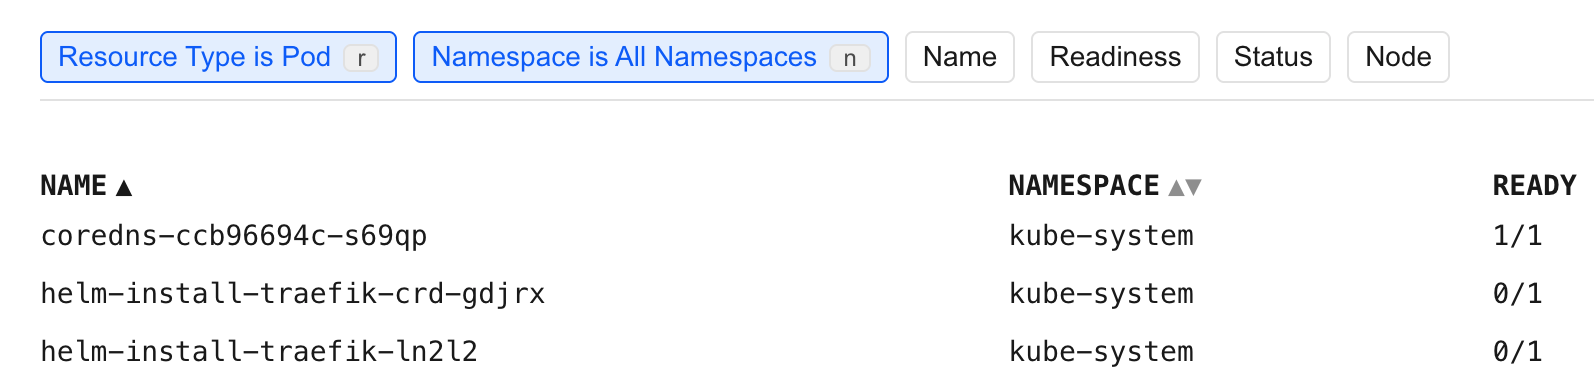 Resource Type is Pod r Namespace is All Namespaces n Name Readiness Status Node
NAME ▲ NAMESPACE ▲▼ READY
coredns-ccb96694c-s69qp kube-system 1/1
helm-install-traefik-crd-gdjrx kube-system 0/1
helm-install-traefik-ln2l2 kube-system 0/1